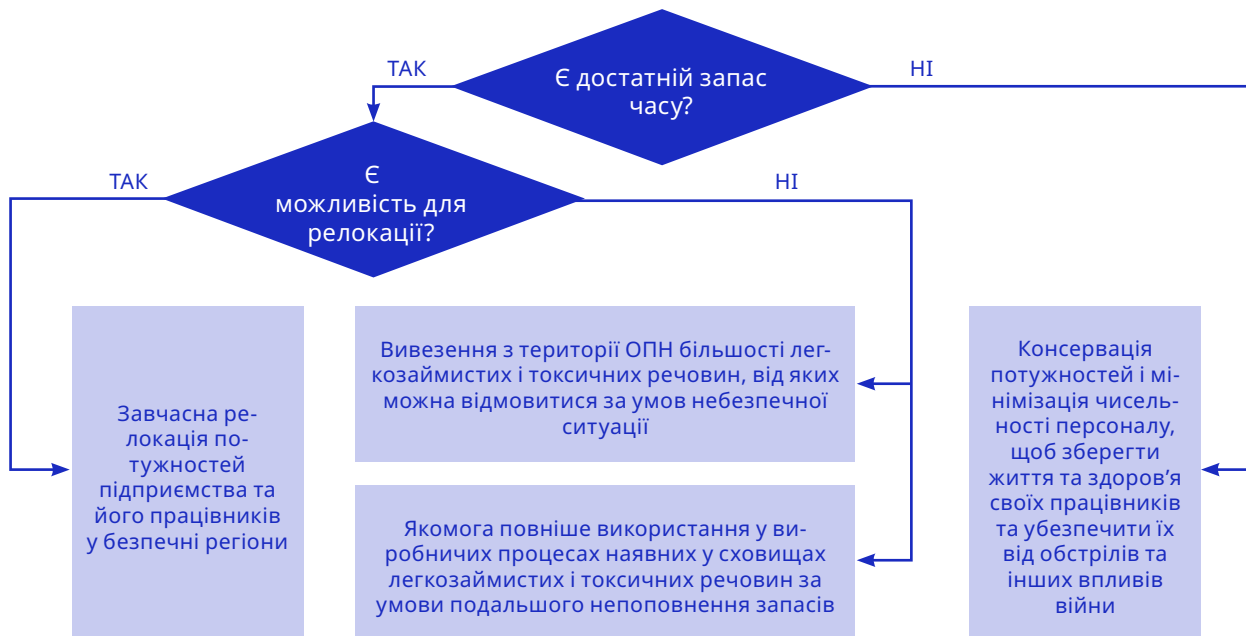 Є достатній запас
часу?
ТАК
НІ
Є
можливість для
релокації?
ТАК
НІ
Завчасна ре-
локація по-
тужностей
підприємства та
його працівників
у безпечні регіони
Вивезення з території ОПН більшості лег-
козаймистих і токсичних речовин, від яких
можна відмовитися за умов небезпечної
ситуації
Якомога повніше використання у ви-
робничих процесах наявних у сховищах
легкозаймистих і токсичних речовин за
умови подальшого непоповнення запасів
Консервація
потужностей і мі-
німізація чисель-
ності персоналу,
щоб зберегти
життя та здоров’я
своїх працівників
та убезпечити їх
від обстрілів та
інших впливів
війни